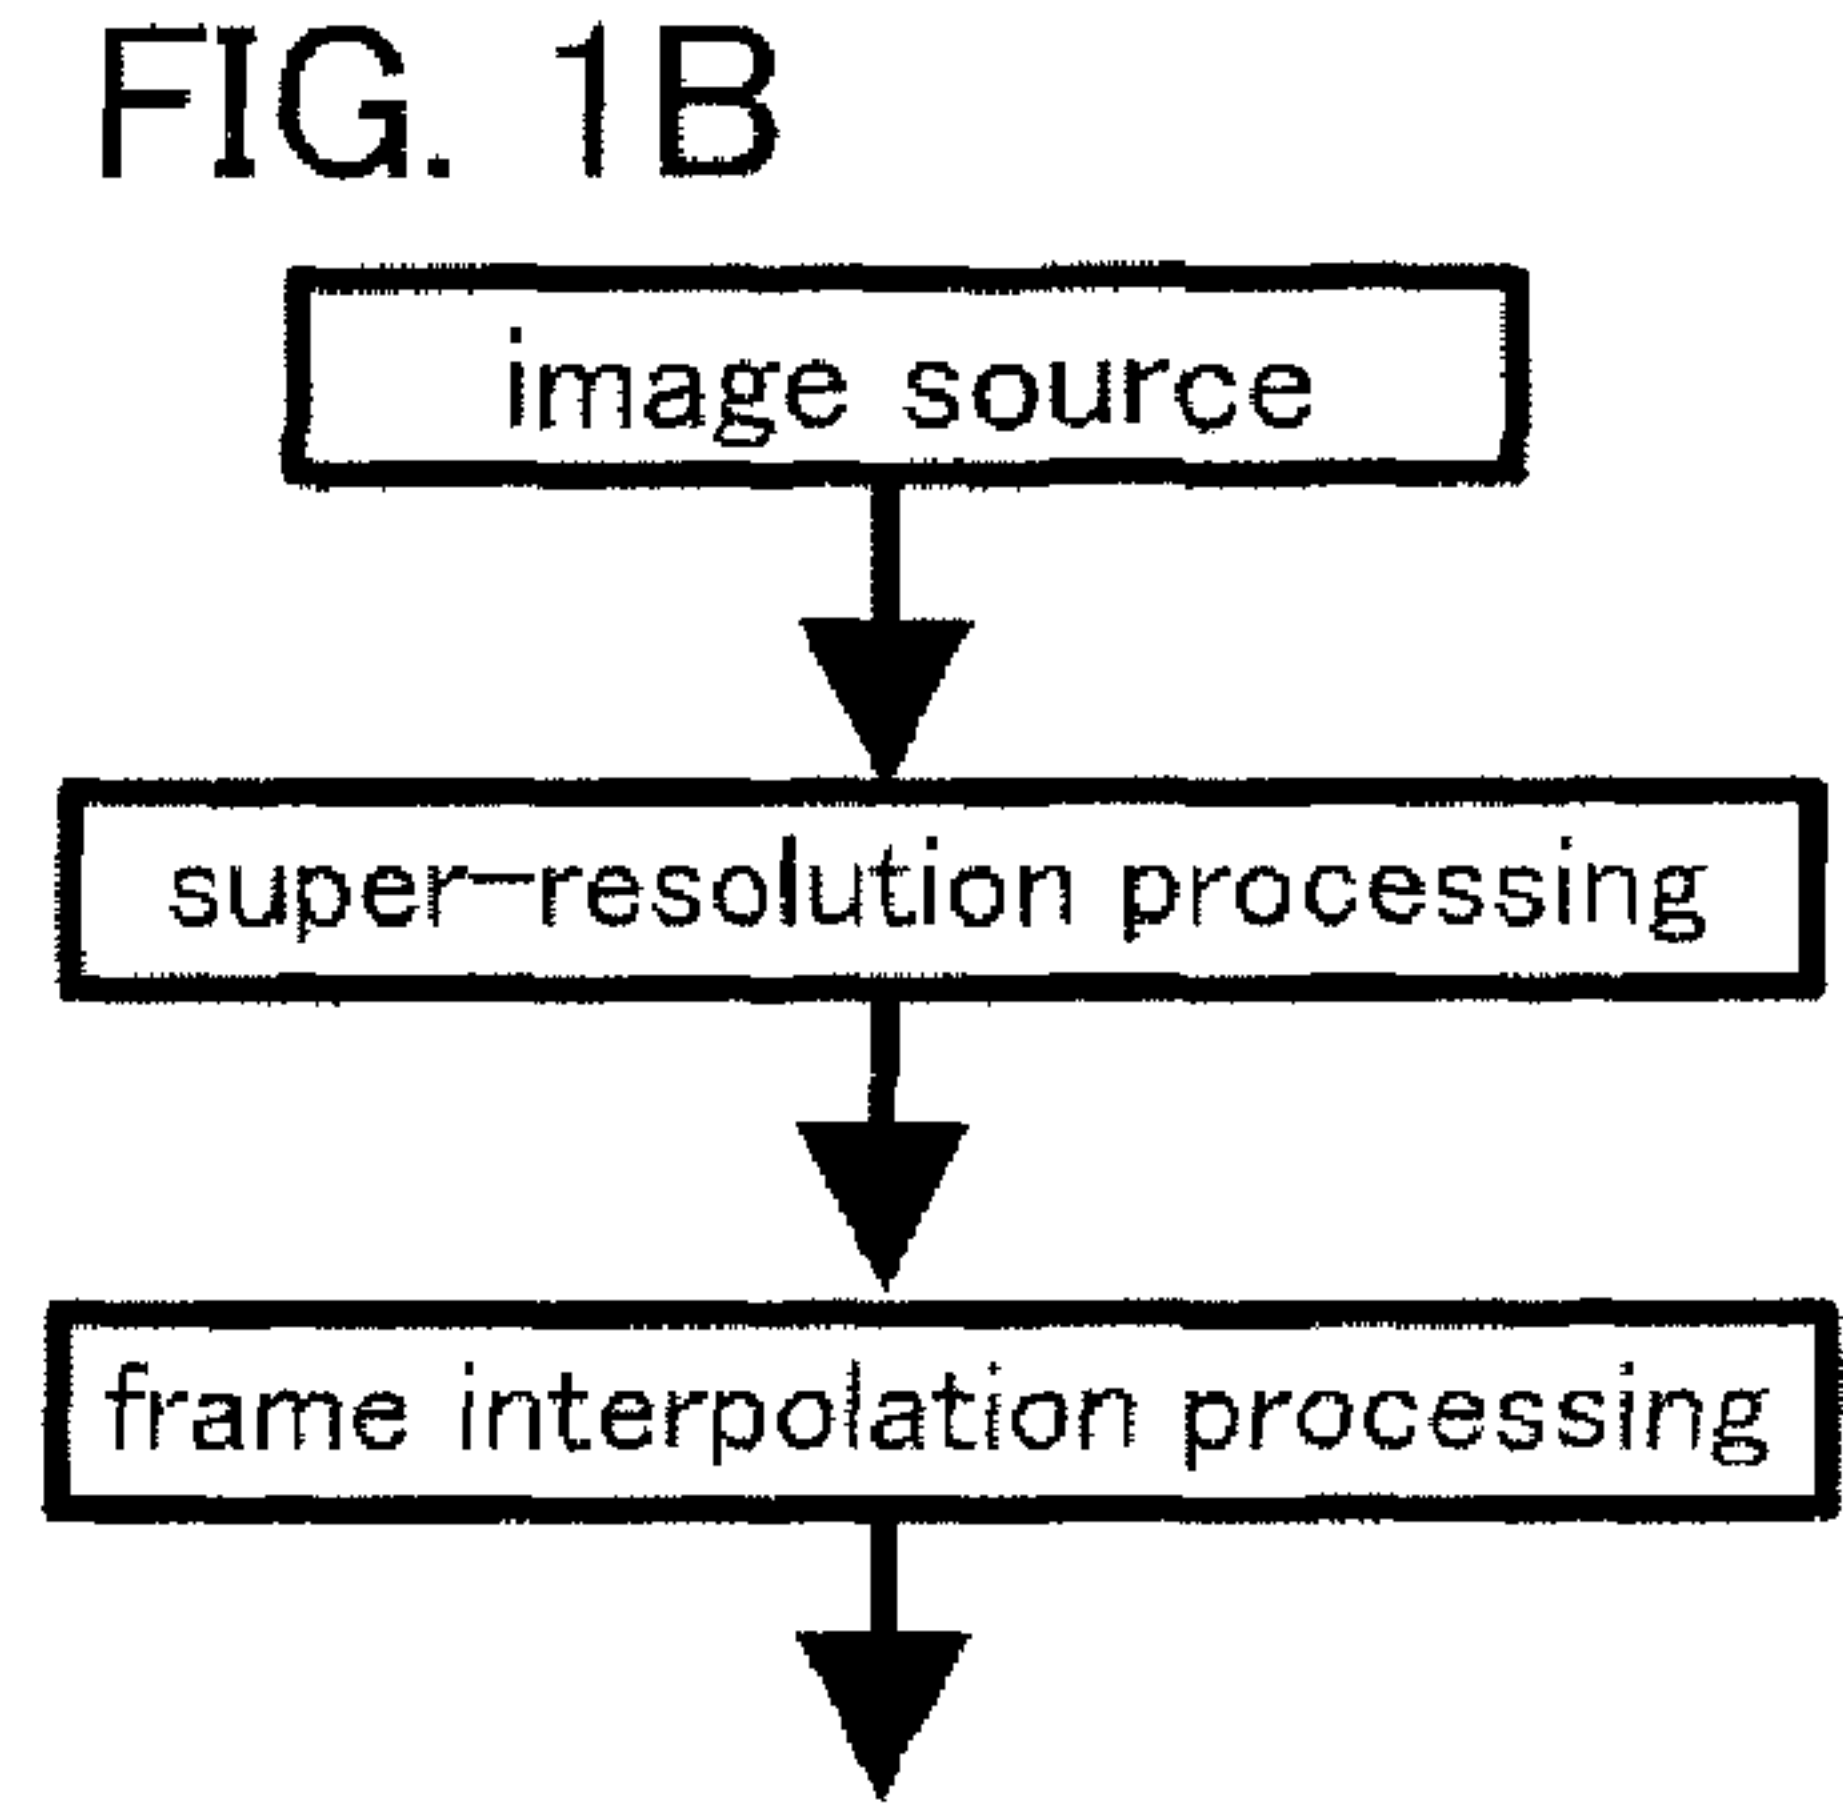 FIG. 1B
image source
super-resolution processing
frame interpolation processing